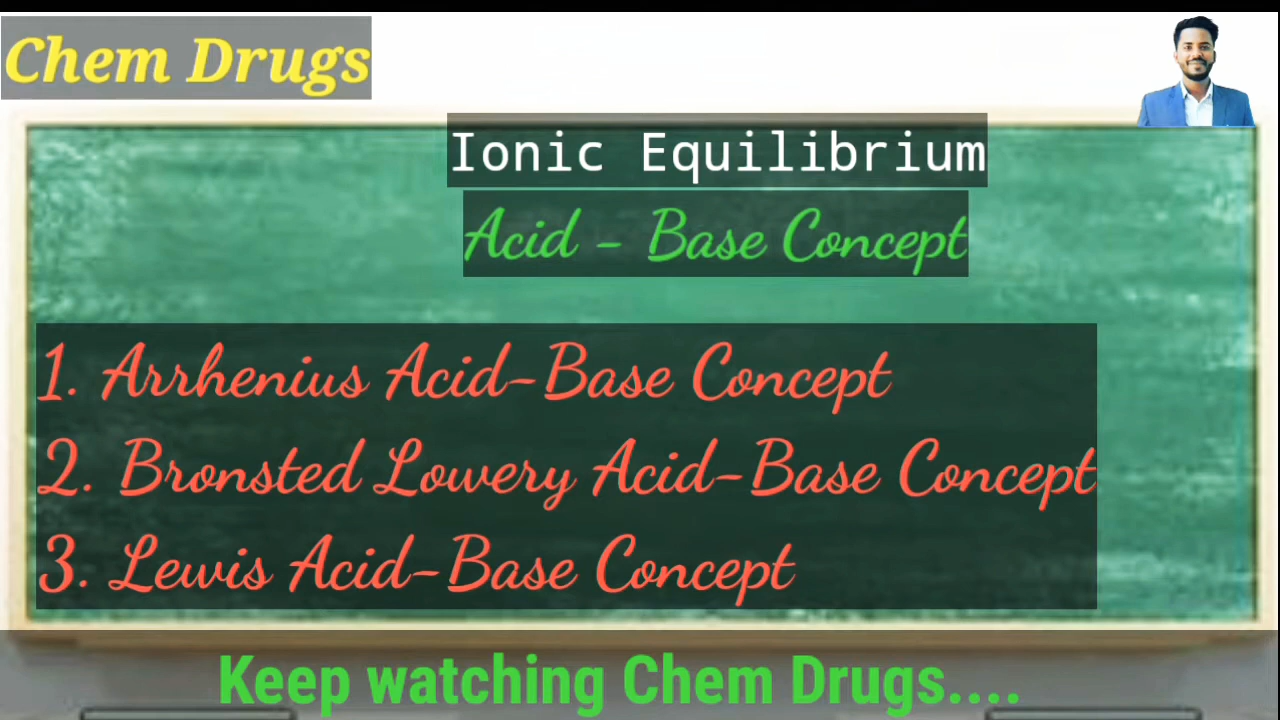 Chem Drugs
Ionic Equilibrium
Acid - Base Concept
1. Arrhenius Acid-Base Concept
2. Bronsted Lowery Acid-Base Concept
3. Lewis Acid-Base Concept
Keep watching Chem Drugs....